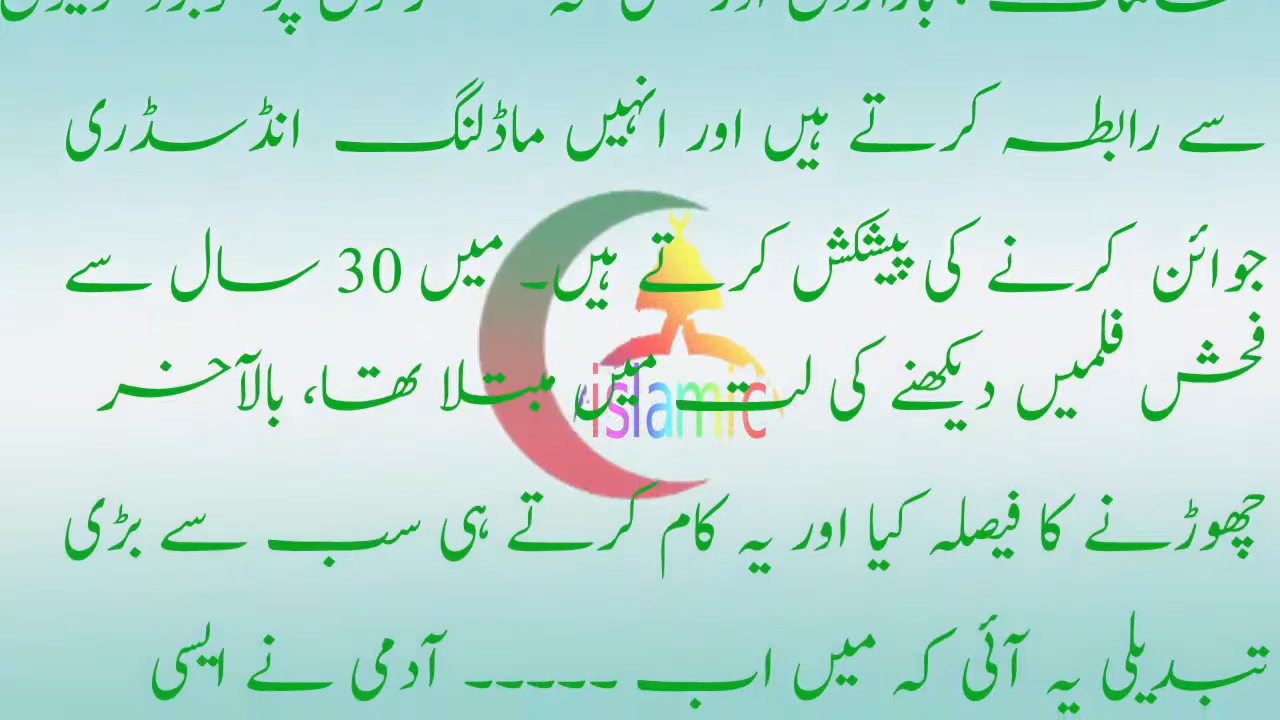 سے رابطہ کرتے ہیں اور انہیں ماڈلنگ انڈسڈری
جوائن کرنے کی پیشکش کرتے ہیں۔ میں 30 سال سے
فحش فلمیں دیکھنے کی لت میں مبتلا تھا، بالآخر
islamic
چھوڑنے کا فیصلہ کیا اور یہ کام کرتے ہی سب سے بڑی
تبدیلی یہ آئی کہ میں اب ۔۔۔۔۔ آدمی نے ایسی